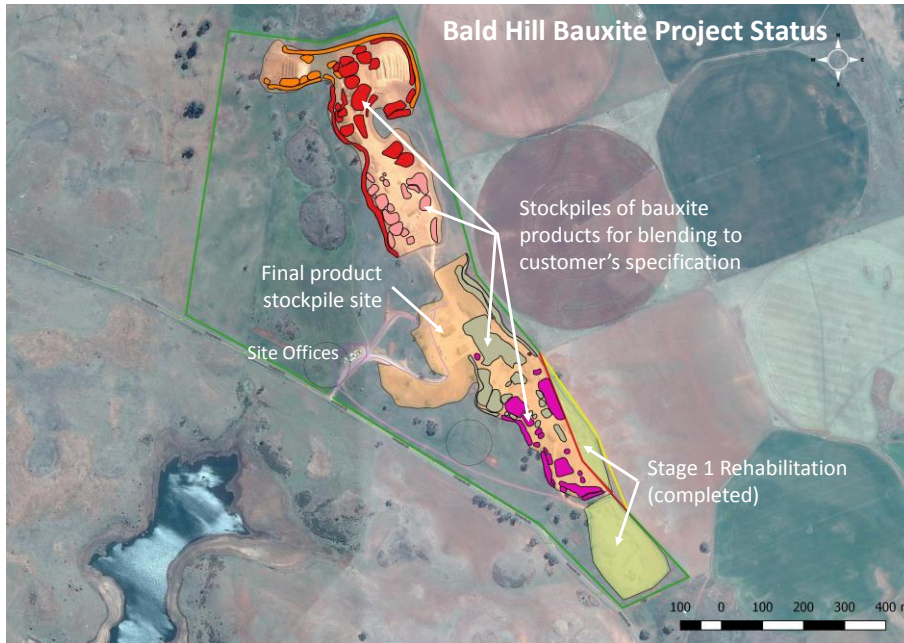 Bald Hill Bauxite Project Status
N
W
E
S
Stockpiles of bauxite
products for blending to
customer's specification
Final product
stockpile site
Site Offices
Stage 1 Rehabilitation
(completed)
100 0 100 200 300 400 m